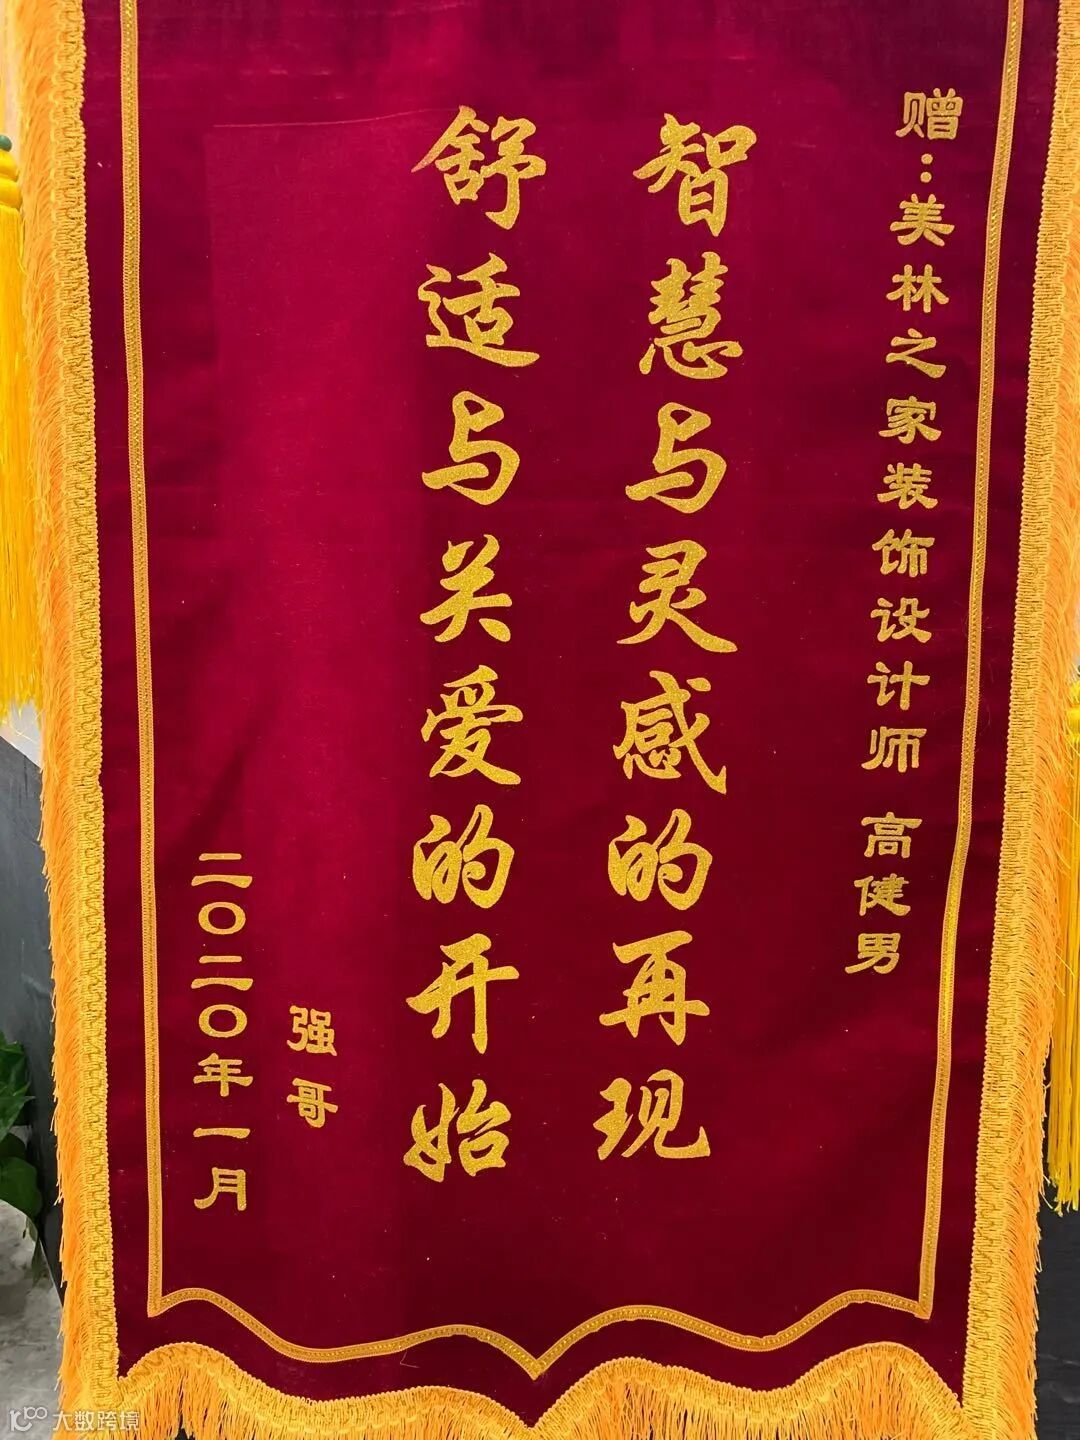 赠：美林之家装饰设计师 高健男
智慧与灵感的再现
舒适与关爱的开始
强哥
二〇二〇年一月
大数跨境